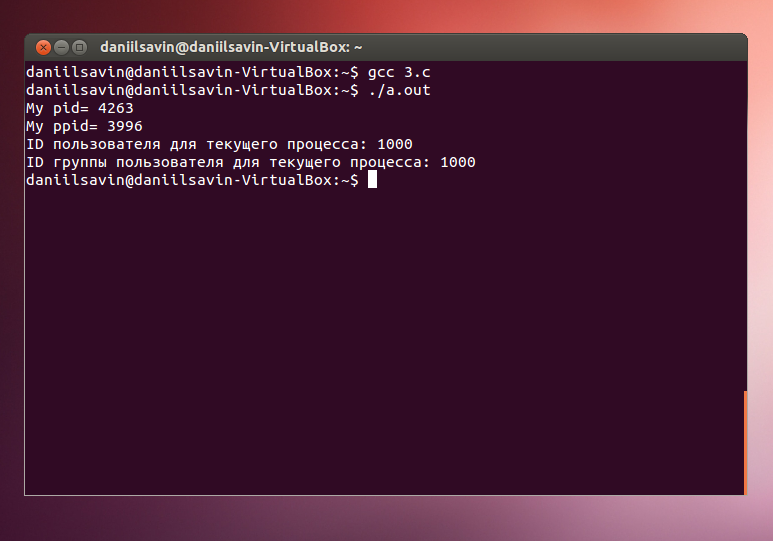 daniilsavin@daniilsavin-VirtualBox: ~
daniilsavin@daniilsavin-VirtualBox:~$ gcc 3.c
daniilsavin@daniilsavin-VirtualBox:~$ ./a.out
My pid= 4263
My ppid= 3996
ID пользователя для текущего процесса: 1000
ID группы пользователя для текущего процесса: 1000
daniilsavin@daniilsavin-VirtualBox:~$